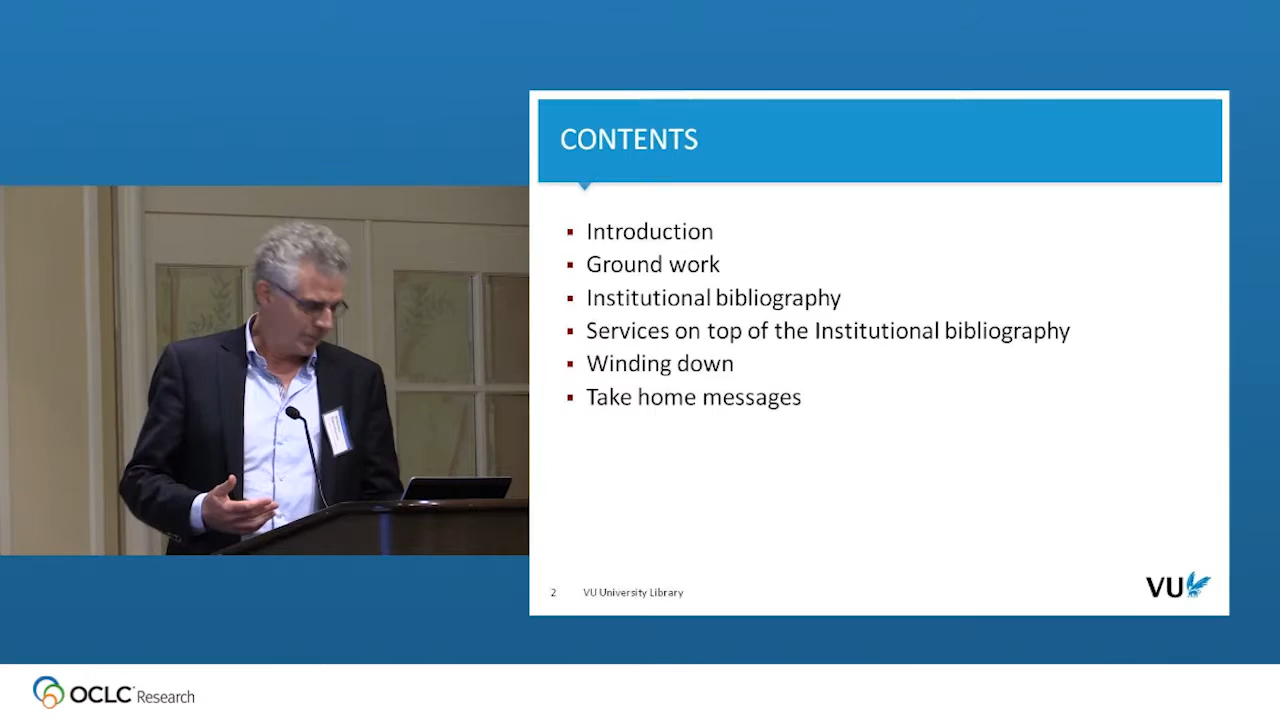 CONTENTS
▪ Introduction
▪ Ground work
▪ Institutional bibliography
▪ Services on top of the Institutional bibliography
▪ Winding down
▪ Take home messages
2 VU University Library
VU
OCLC Research